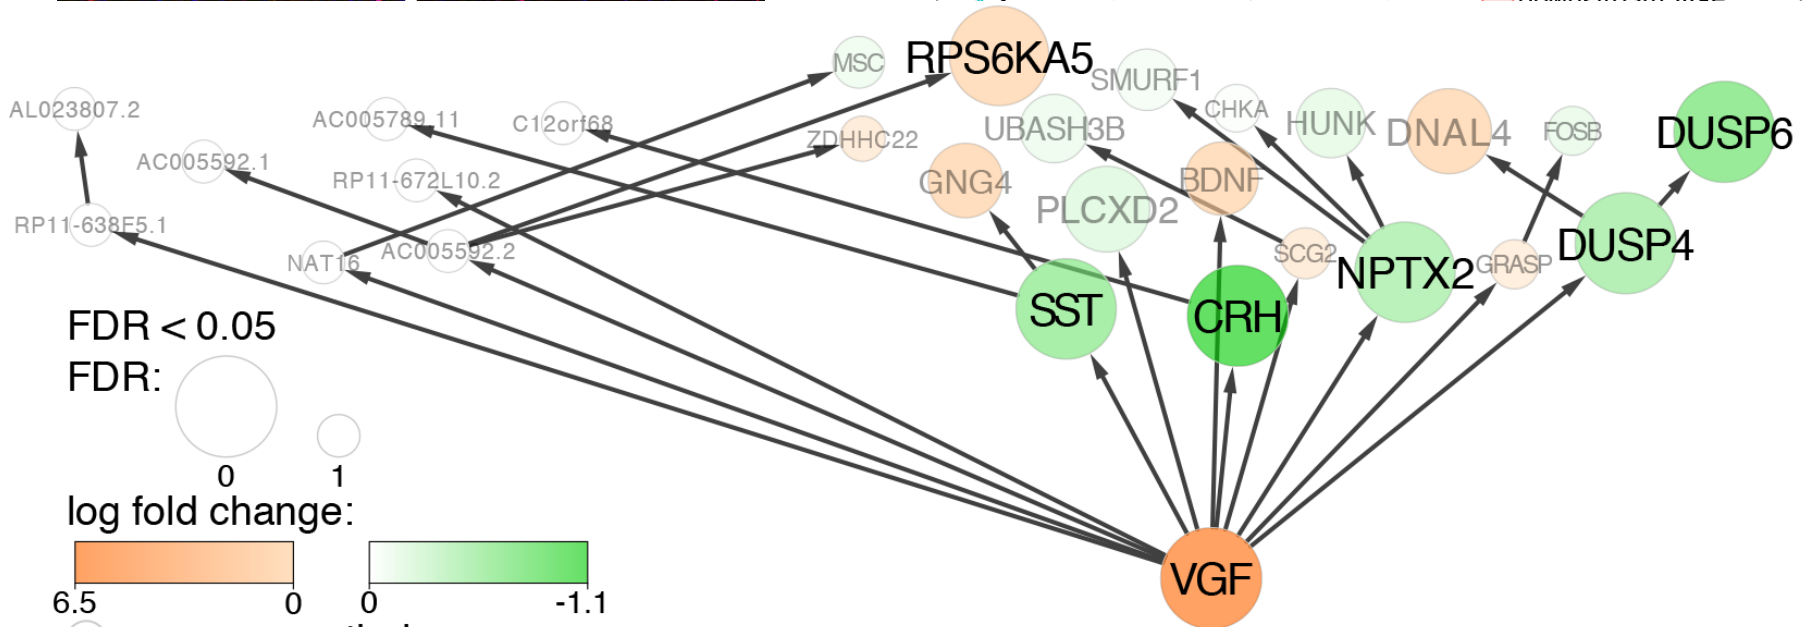 MSC
RPS6KA5
SMURF1
AL023807.2
AC005789.11
C12orf68
CHKA
UBASH3B
HUNK
DNAL4
FOSB
DUSP6
ZDHHC22
AC005592.1
RP11-672L10.2
GNG4
BDNF
PLCXD2
RP11-638F5.1
NAT16
AC005592.2
SCG2
NPTX2
GRASP
DUSP4
SST
CRH
FDR < 0.05
FDR:
0 1
log fold change:
6.5 0 0 -1.1
VGF